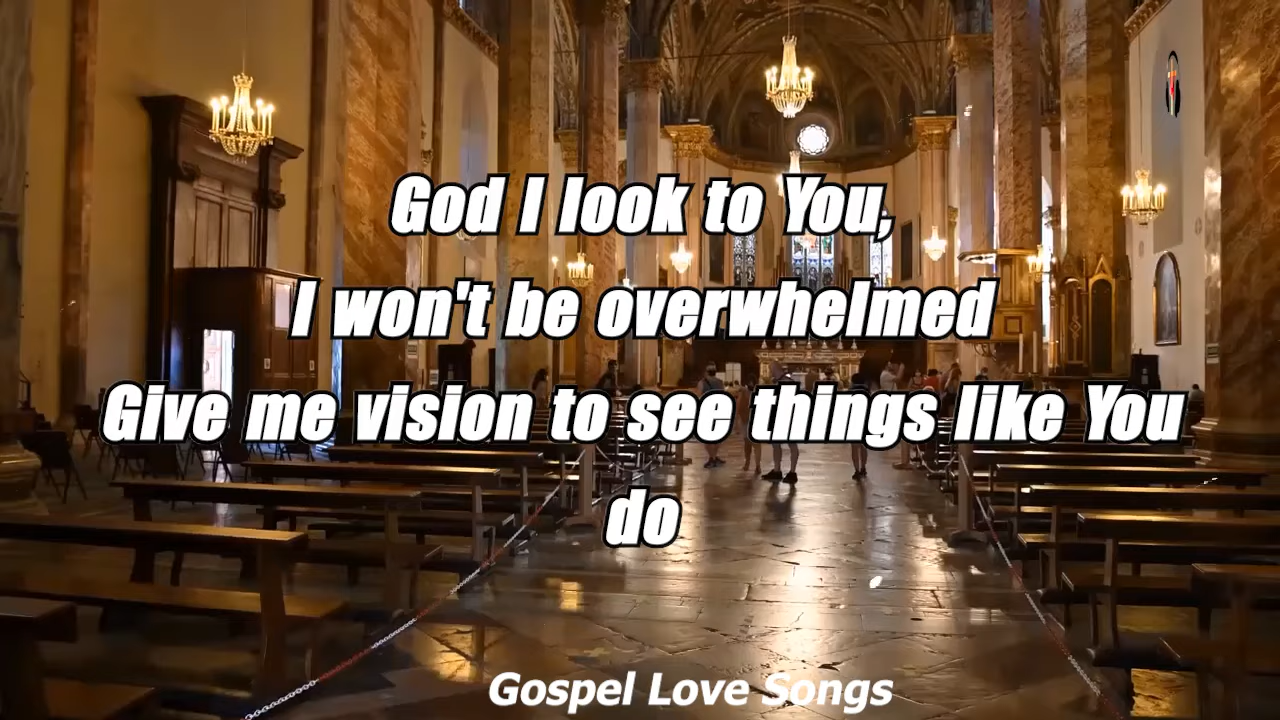 God I look to You,
I won't be overwhelmed
Give me vision to see things like You
do
Gospel Love Songs